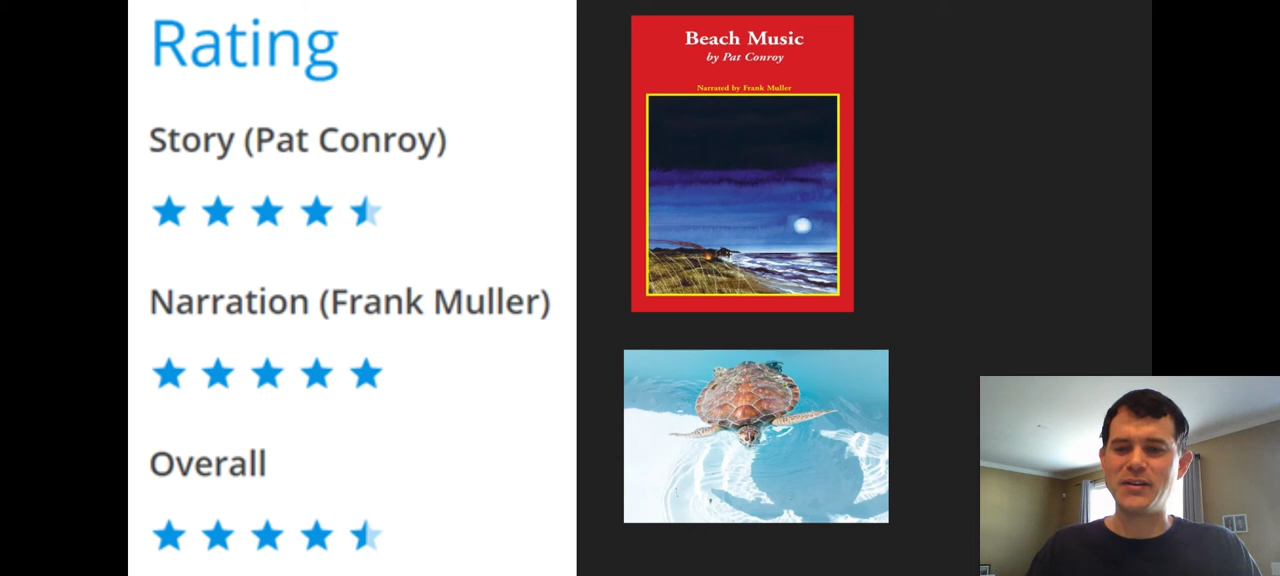 Rating
Story (Pat Conroy)
Narration (Frank Muller)
Overall
Beach Music
by Pat Conroy
Narrated by Frank Muller